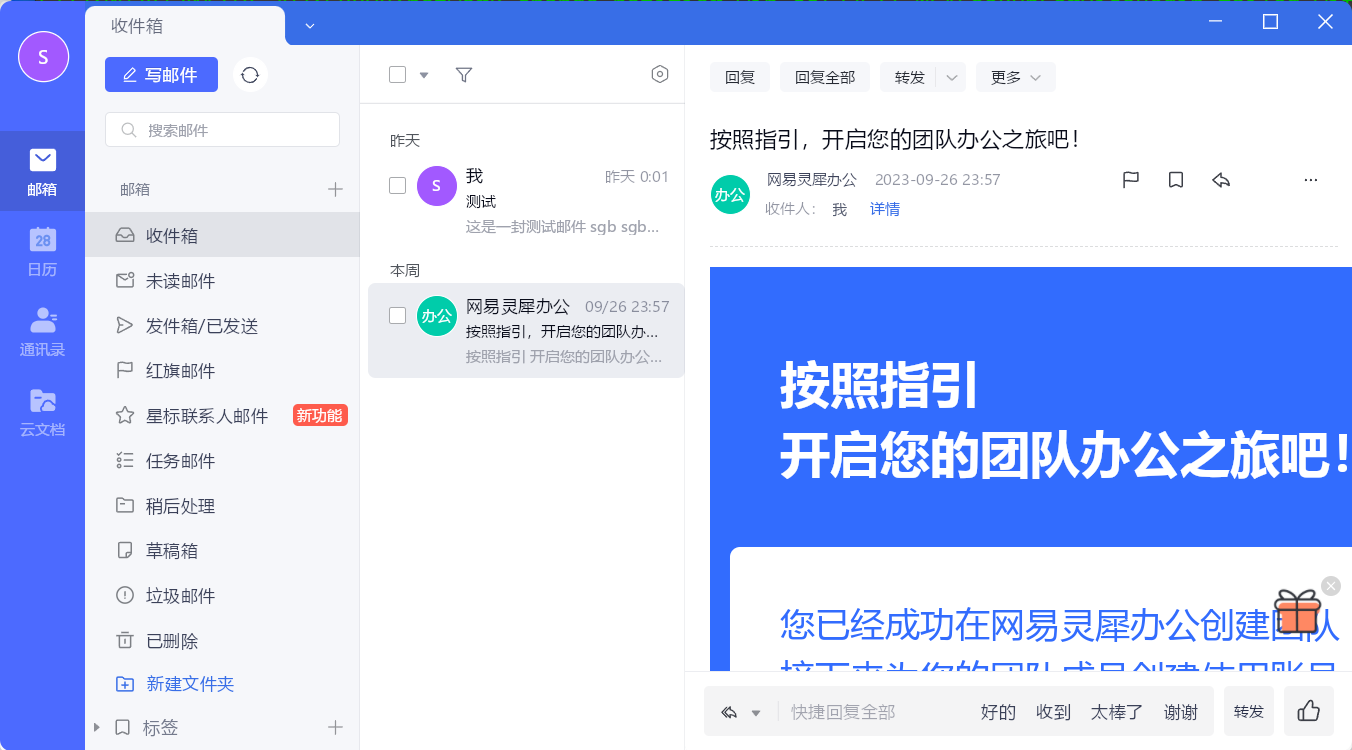 收件箱
S
写邮件
搜索邮件
邮箱
28
日历
通讯录
云文档
邮箱
收件箱
未读邮件
发件箱/已发送
红旗邮件
星标联系人邮件
新功能
任务邮件
稍后处理
草稿箱
垃圾邮件
已删除
新建文件夹
标签
昨天
S
我
昨天 0:01
测试
这是一封测试邮件 sgb sgb...
本周
办公
网易灵犀办公
09/26 23:57
按照指引，开启您的团队办...
按照指引 开启您的团队办公...
回复
回复全部
转发
更多
按照指引，开启您的团队办公之旅吧！
办公
网易灵犀办公
2023-09-26 23:57
收件人：
我
详情
按照指引
开启您的团队办公之旅吧！
您已经成功在网易灵犀办公创建团队
快捷回复全部
好的
收到
太棒了
谢谢
转发